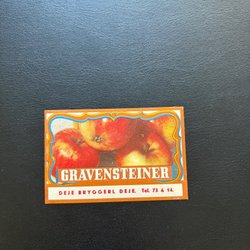 GRAVENSTEINER
DEJE BRYGGERI, DEJE. Tel. 73 & 14.